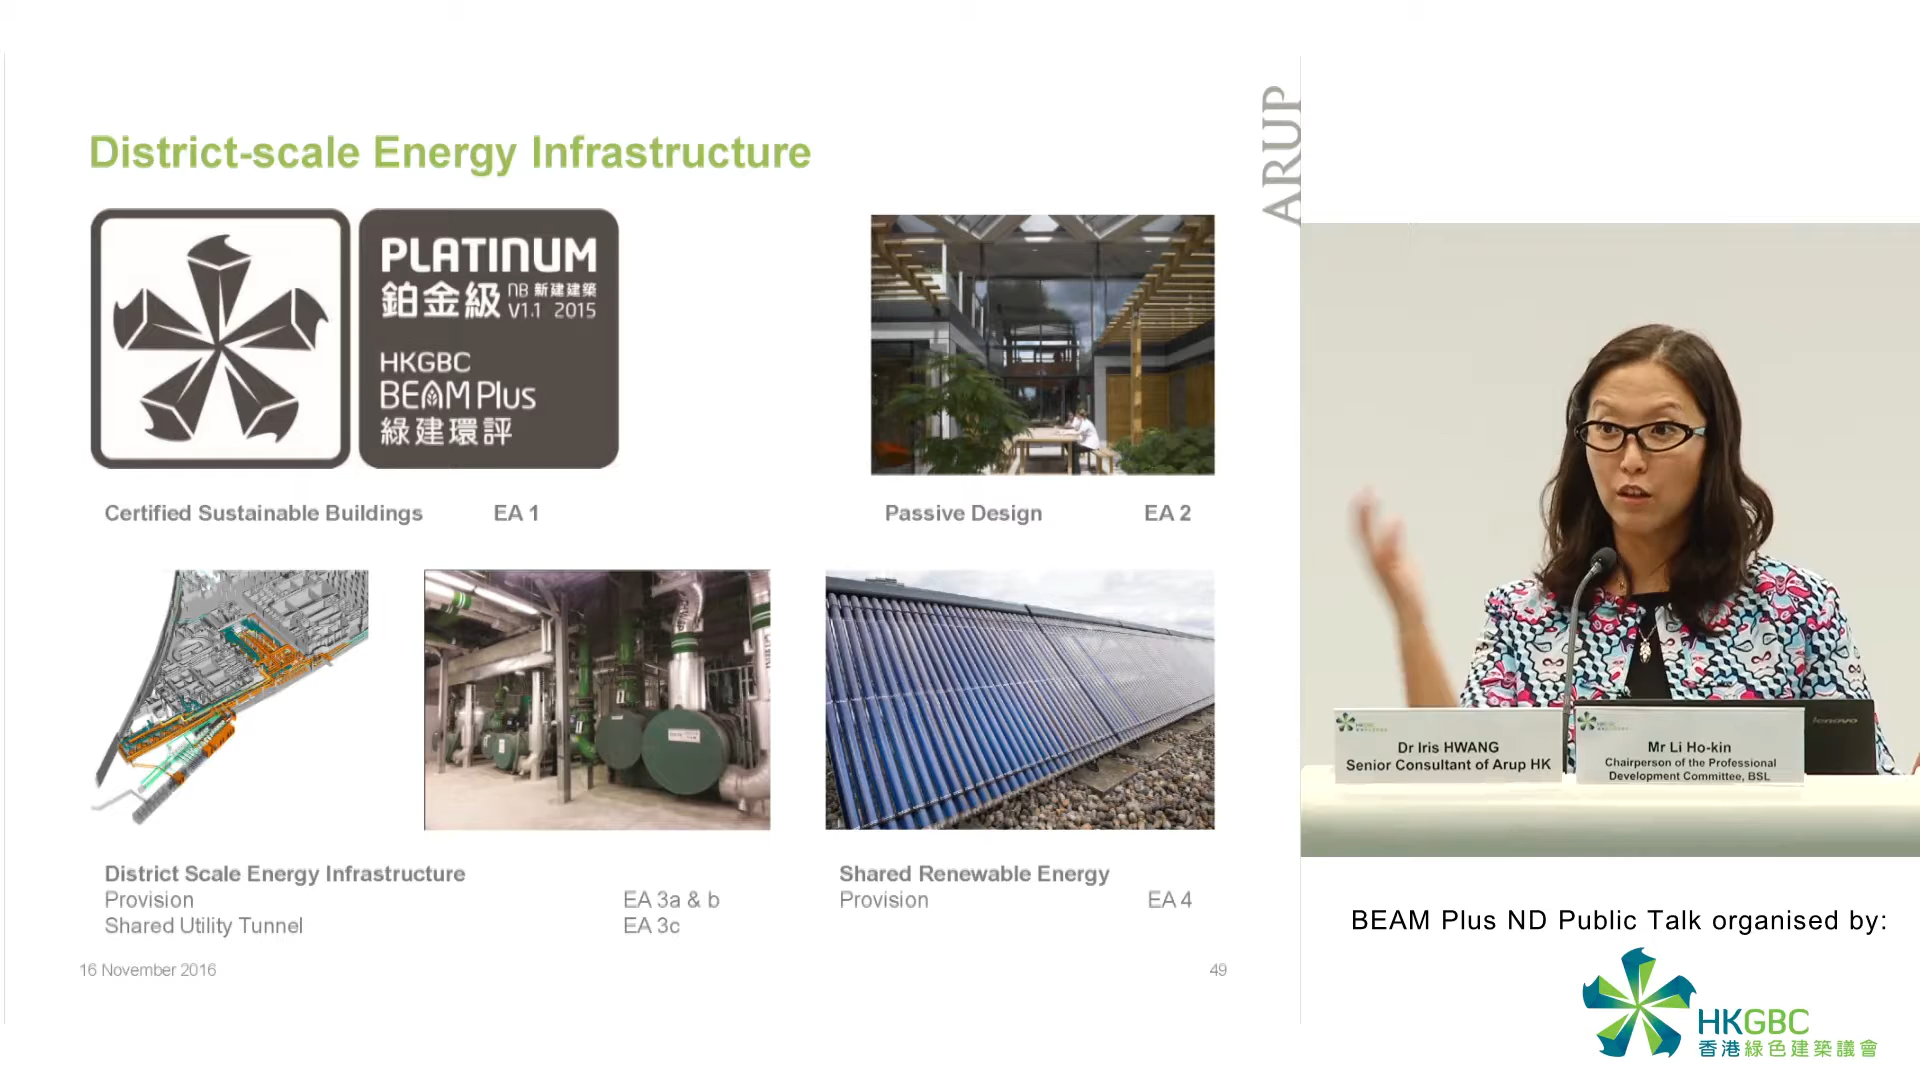 ARUP
District-scale Energy Infrastructure
PLATINUM
鉑金級 NB 新建建築
V1.1 2015
HKGBC
BEAM Plus
綠建環評
Certified Sustainable Buildings EA 1
Passive Design EA 2
District Scale Energy Infrastructure
Provision EA 3a & b
Shared Utility Tunnel EA 3c
Shared Renewable Energy
Provision EA 4
16 November 2016
49
HKGBC
Dr Iris HWANG
Senior Consultant of Arup HK
Mr Li Ho-kin
Chairperson of the Professional
Development Committee, BSL
lenovo
BEAM Plus ND Public Talk organised by:
HKGBC
香港綠色建築議會